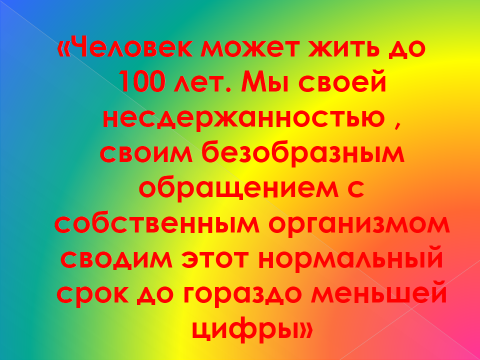 «Человек может жить до
100 лет. Мы своей
несдержанностью ,
своим безобразным
обращением с
собственным организмом
сводим этот нормальный
срок до гораздо меньшей
цифры»